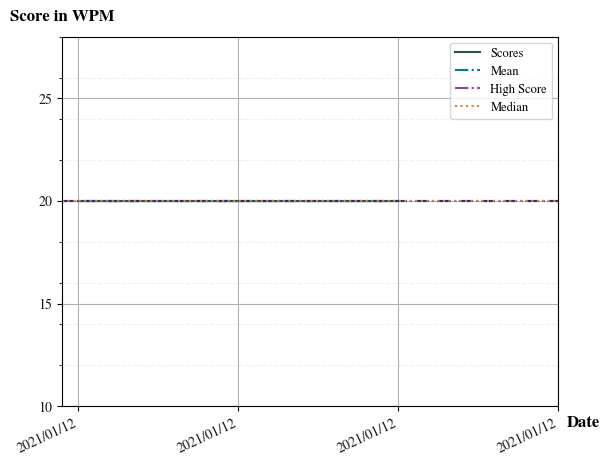 Score in WPM
Scores
Mean
High Score
Median
25
20
15
10
2021/01/12
2021/01/12
2021/01/12
2021/01/12
Date